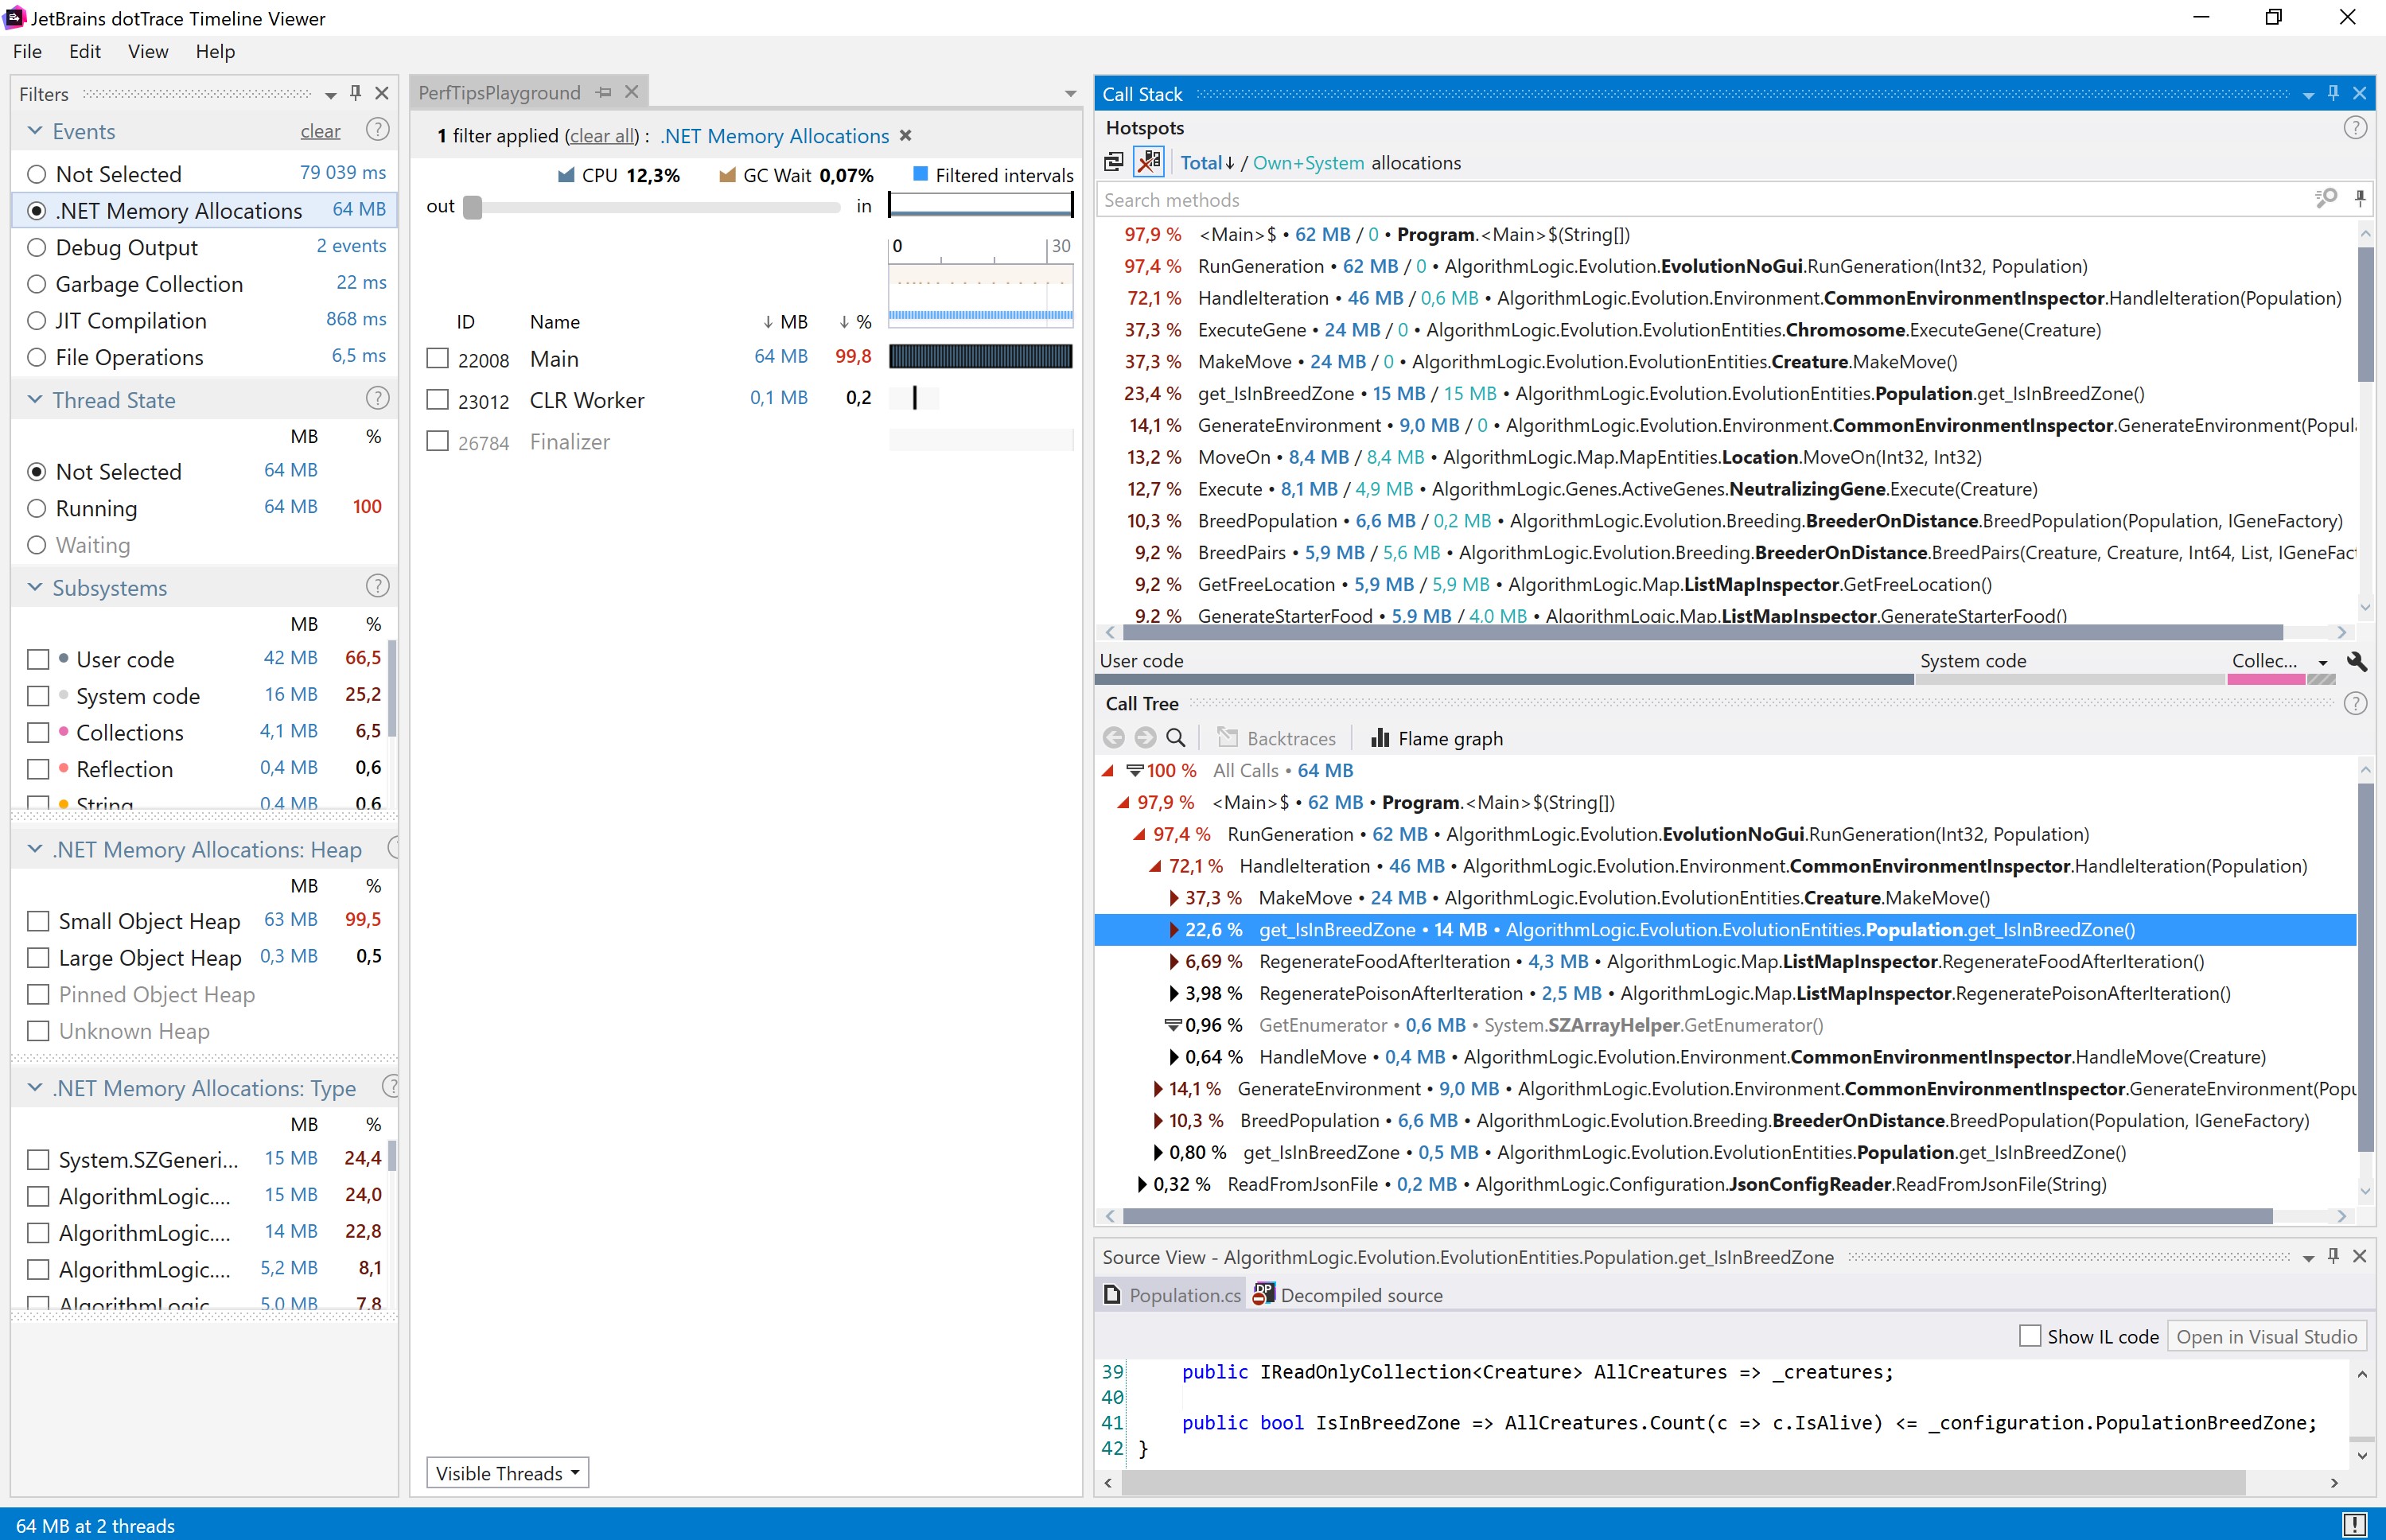 JetBrains dotTrace Timeline Viewer
File Edit View Help
Filters
Events clear ?
Not Selected 79 039 ms
.NET Memory Allocations 64 MB
Debug Output 2 events
Garbage Collection 22 ms
JIT Compilation 868 ms
File Operations 6,5 ms
Thread State ?
MB %
Not Selected 64 MB
Running 64 MB 100
Waiting
Subsystems ?
MB %
User code 42 MB 66,5
System code 16 MB 25,2
Collections 4,1 MB 6,5
Reflection 0,4 MB 0,6
String 0,4 MB 0,6
.NET Memory Allocations: Heap
MB %
Small Object Heap 63 MB 99,5
Large Object Heap 0,3 MB 0,5
Pinned Object Heap
Unknown Heap
.NET Memory Allocations: Type ?
MB %
System.SZGeneri... 15 MB 24,4
AlgorithmLogic.... 15 MB 24,0
AlgorithmLogic.... 14 MB 22,8
AlgorithmLogic.... 5,2 MB 8,1
AlgorithmLogic 5,0 MB 7,8
PerfTipsPlayground
1 filter applied (clear all) : .NET Memory Allocations
CPU 12,3% GC Wait 0,07% Filtered intervals
out in
0 30
ID Name ↓ MB ↓ %
22008 Main 64 MB 99,8
23012 CLR Worker 0,1 MB 0,2
26784 Finalizer
Visible Threads
Call Stack
Hotspots ?
Total↓ / Own+System allocations
Search methods
97,9 % <Main>$ • 62 MB / 0 • Program.<Main>$(String[])
97,4 % RunGeneration • 62 MB / 0 • AlgorithmLogic.Evolution.EvolutionNoGui.RunGeneration(Int32, Population)
72,1 % HandleIteration • 46 MB / 0,6 MB • AlgorithmLogic.Evolution.Environment.CommonEnvironmentInspector.HandleIteration(Population)
37,3 % ExecuteGene • 24 MB / 0 • AlgorithmLogic.Evolution.EvolutionEntities.Chromosome.ExecuteGene(Creature)
37,3 % MakeMove • 24 MB / 0 • AlgorithmLogic.Evolution.EvolutionEntities.Creature.MakeMove()
23,4 % get_IsInBreedZone • 15 MB / 15 MB • AlgorithmLogic.Evolution.EvolutionEntities.Population.get_IsInBreedZone()
14,1 % GenerateEnvironment • 9,0 MB / 0 • AlgorithmLogic.Evolution.Environment.CommonEnvironmentInspector.GenerateEnvironment(Popul
13,2 % MoveOn • 8,4 MB / 8,4 MB • AlgorithmLogic.Map.MapEntities.Location.MoveOn(Int32, Int32)
12,7 % Execute • 8,1 MB / 4,9 MB • AlgorithmLogic.Genes.ActiveGenes.NeutralizingGene.Execute(Creature)
10,3 % BreedPopulation • 6,6 MB / 0,2 MB • AlgorithmLogic.Evolution.Breeding.BreederOnDistance.BreedPopulation(Population, IGeneFactory)
9,2 % BreedPairs • 5,9 MB / 5,6 MB • AlgorithmLogic.Evolution.Breeding.BreederOnDistance.BreedPairs(Creature, Creature, Int64, List, IGeneFact
9,2 % GetFreeLocation • 5,9 MB / 5,9 MB • AlgorithmLogic.Map.ListMapInspector.GetFreeLocation()
9,2 % GenerateStarterFood • 5,9 MB / 4,0 MB • AlgorithmLogic.Map.ListMapInspector.GenerateStarterFood()
User code System code Collec...
Call Tree ?
Backtraces Flame graph
100 % All Calls • 64 MB
97,9 % <Main>$ • 62 MB • Program.<Main>$(String[])
97,4 % RunGeneration • 62 MB • AlgorithmLogic.Evolution.EvolutionNoGui.RunGeneration(Int32, Population)
72,1 % HandleIteration • 46 MB • AlgorithmLogic.Evolution.Environment.CommonEnvironmentInspector.HandleIteration(Population)
37,3 % MakeMove • 24 MB • AlgorithmLogic.Evolution.EvolutionEntities.Creature.MakeMove()
22,6 % get_IsInBreedZone • 14 MB • AlgorithmLogic.Evolution.EvolutionEntities.Population.get_IsInBreedZone()
6,69 % RegenerateFoodAfterIteration • 4,3 MB • AlgorithmLogic.Map.ListMapInspector.RegenerateFoodAfterIteration()
3,98 % RegeneratePoisonAfterIteration • 2,5 MB • AlgorithmLogic.Map.ListMapInspector.RegeneratePoisonAfterIteration()
0,96 % GetEnumerator • 0,6 MB • System.SZArrayHelper.GetEnumerator()
0,64 % HandleMove • 0,4 MB • AlgorithmLogic.Evolution.Environment.CommonEnvironmentInspector.HandleMove(Creature)
14,1 % GenerateEnvironment • 9,0 MB • AlgorithmLogic.Evolution.Environment.CommonEnvironmentInspector.GenerateEnvironment(Popu
10,3 % BreedPopulation • 6,6 MB • AlgorithmLogic.Evolution.Breeding.BreederOnDistance.BreedPopulation(Population, IGeneFactory)
0,80 % get_IsInBreedZone • 0,5 MB • AlgorithmLogic.Evolution.EvolutionEntities.Population.get_IsInBreedZone()
0,32 % ReadFromJsonFile • 0,2 MB • AlgorithmLogic.Configuration.JsonConfigReader.ReadFromJsonFile(String)
Source View - AlgorithmLogic.Evolution.EvolutionEntities.Population.get_IsInBreedZone
Population.cs DP Decompiled source
Show IL code Open in Visual Studio
39 public IReadOnlyCollection<Creature> AllCreatures => _creatures;
40
41 public bool IsInBreedZone => AllCreatures.Count(c => c.IsAlive) <= _configuration.PopulationBreedZone;
42 }
64 MB at 2 threads